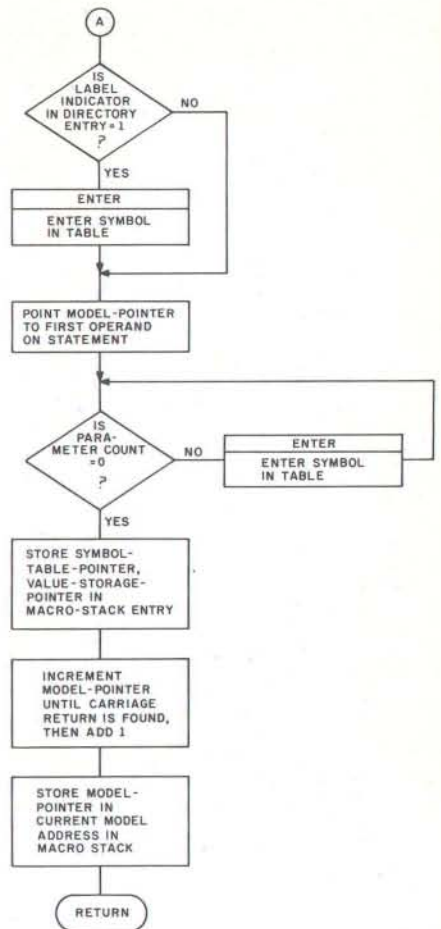 A
IS
LABEL
INDICATOR
IN DIRECTORY
ENTRY=1
?
NO
YES
ENTER
ENTER SYMBOL
IN TABLE
POINT MODEL-POINTER
TO FIRST OPERAND
ON STATEMENT
IS
PARA-
METER COUNT
=0
?
NO
ENTER
ENTER SYMBOL
IN TABLE
YES
STORE SYMBOL-
TABLE-POINTER,
VALUE-STORAGE-
POINTER IN
MACRO-STACK ENTRY
INCREMENT
MODEL-POINTER
UNTIL CARRIAGE
RETURN IS FOUND,
THEN ADD 1
STORE MODEL-
POINTER IN
CURRENT MODEL
ADDRESS IN
MACRO STACK
RETURN